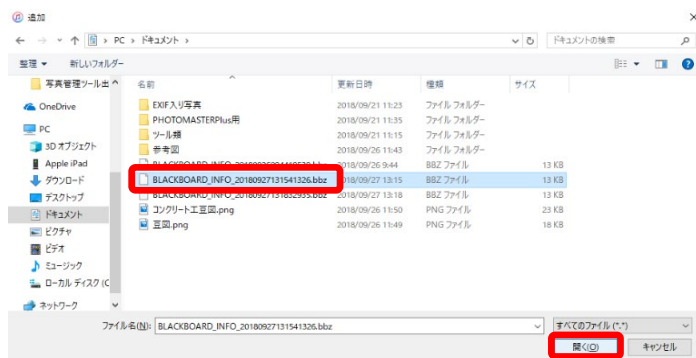 追加
PC › ドキュメント ›
ドキュメントの検索
整理
新しいフォルダー
写真管理ツール出
OneDrive
PC
3D オブジェクト
Apple iPad
ダウンロード
デスクトップ
ドキュメント
ピクチャ
ビデオ
ミュージック
ローカル ディスク (C
ネットワーク
名前 更新日時 種類 サイズ
EXIF入り写真 2018/09/21 11:23 ファイル フォルダー
PHOTOMASTERPlus用 2018/09/21 11:35 ファイル フォルダー
ツール類 2018/09/21 11:15 ファイル フォルダー
参考図 2018/09/26 11:43 ファイル フォルダー
2018/09/26 9:44 BBZ ファイル 13 KB
BLACKBOARD_INFO_20180927131541326.bbz 2018/09/27 13:15 BBZ ファイル 13 KB
2018/09/27 13:18 BBZ ファイル 13 KB
コンクリート工豆図.png 2018/09/26 11:50 PNG ファイル 23 KB
豆図.png 2018/09/26 11:49 PNG ファイル 18 KB
ファイル名(N): BLACKBOARD_INFO_20180927131541326.bbz
すべてのファイル (*.*)
開く(O) キャンセル